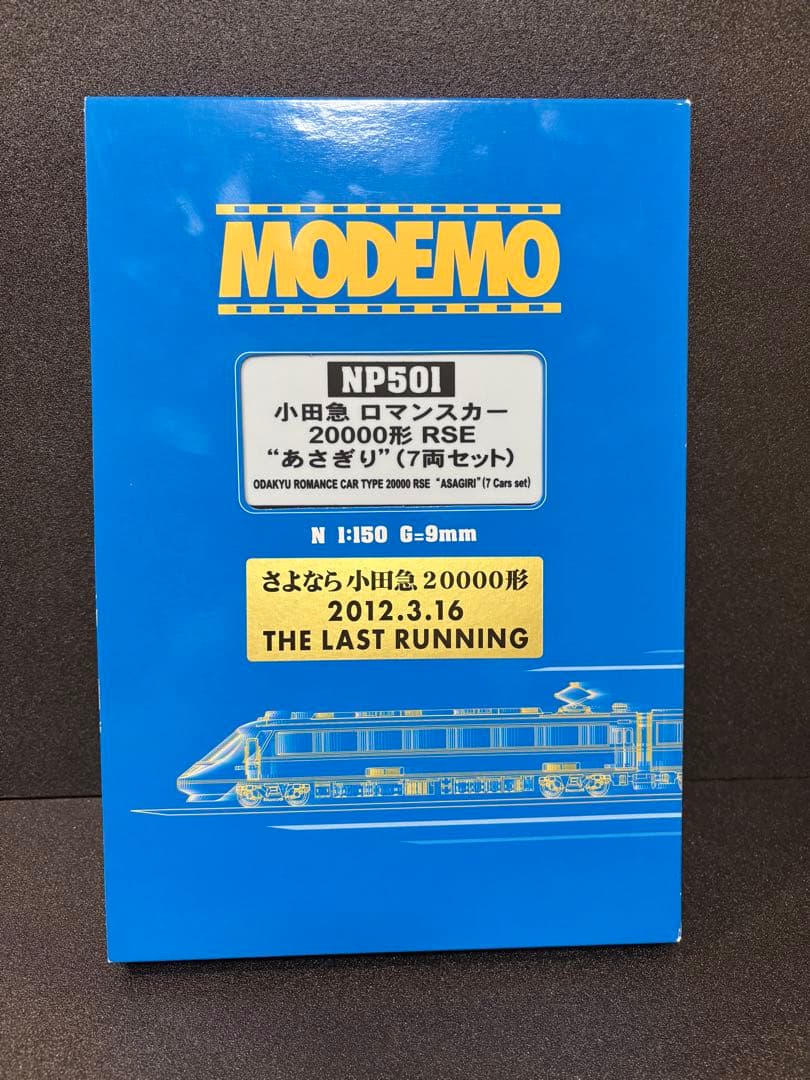 MODEMO
NP501
小田急 ロマンスカー
20000形 RSE
“あさぎり”(7両セット)
ODAKYU ROMANCE CAR TYPE 20000 RSE “ASAGIRI” (7 Cars set)
N 1:150 G=9mm
さよなら 小田急 20000形
2012.3.16
THE LAST RUNNING